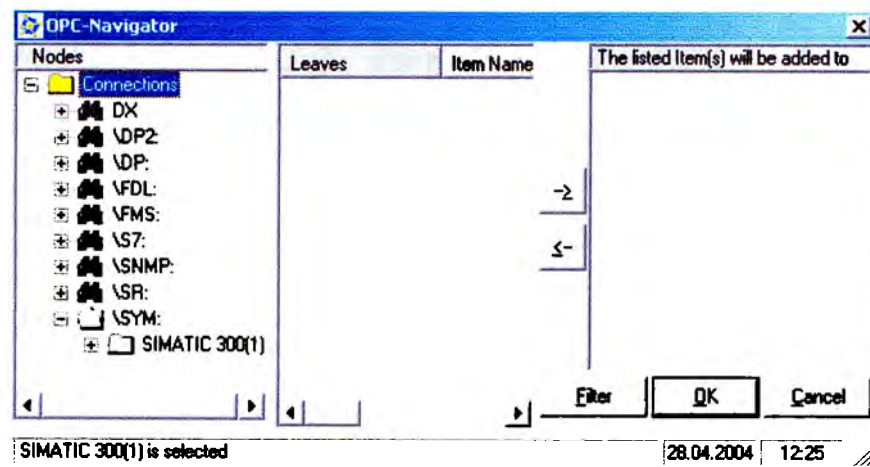 OPC-Navigator
Nodes
Leaves
Item Name
The listed Item(s) will be added to
Connections
DX
\DP2:
\DP:
\FDL:
\FMS:
\S7:
\SNMP:
\SR:
\SYM:
SIMATIC 300(1)
->
<-
Filter
OK
Cancel
SIMATIC 300(1) is selected
28.04.2004
12:25